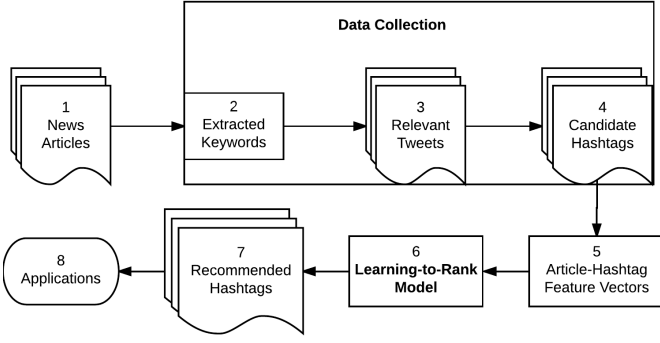 Data Collection
1
News
Articles
2
Extracted
Keywords
3
Relevant
Tweets
4
Candidate
Hashtags
5
Article-Hashtag
Feature Vectors
6
Learning-to-Rank
Model
7
Recommended
Hashtags
8
Applications